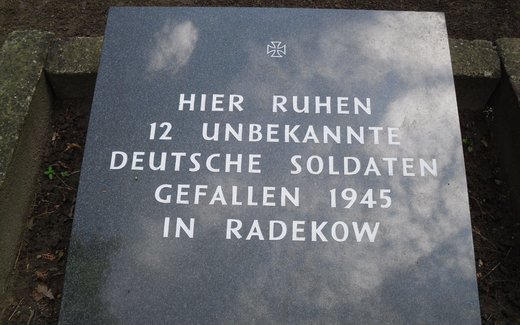 HIER RUHEN
12 UNBEKANNTE
DEUTSCHE SOLDATEN
GEFALLEN 1945
IN RADEKOW